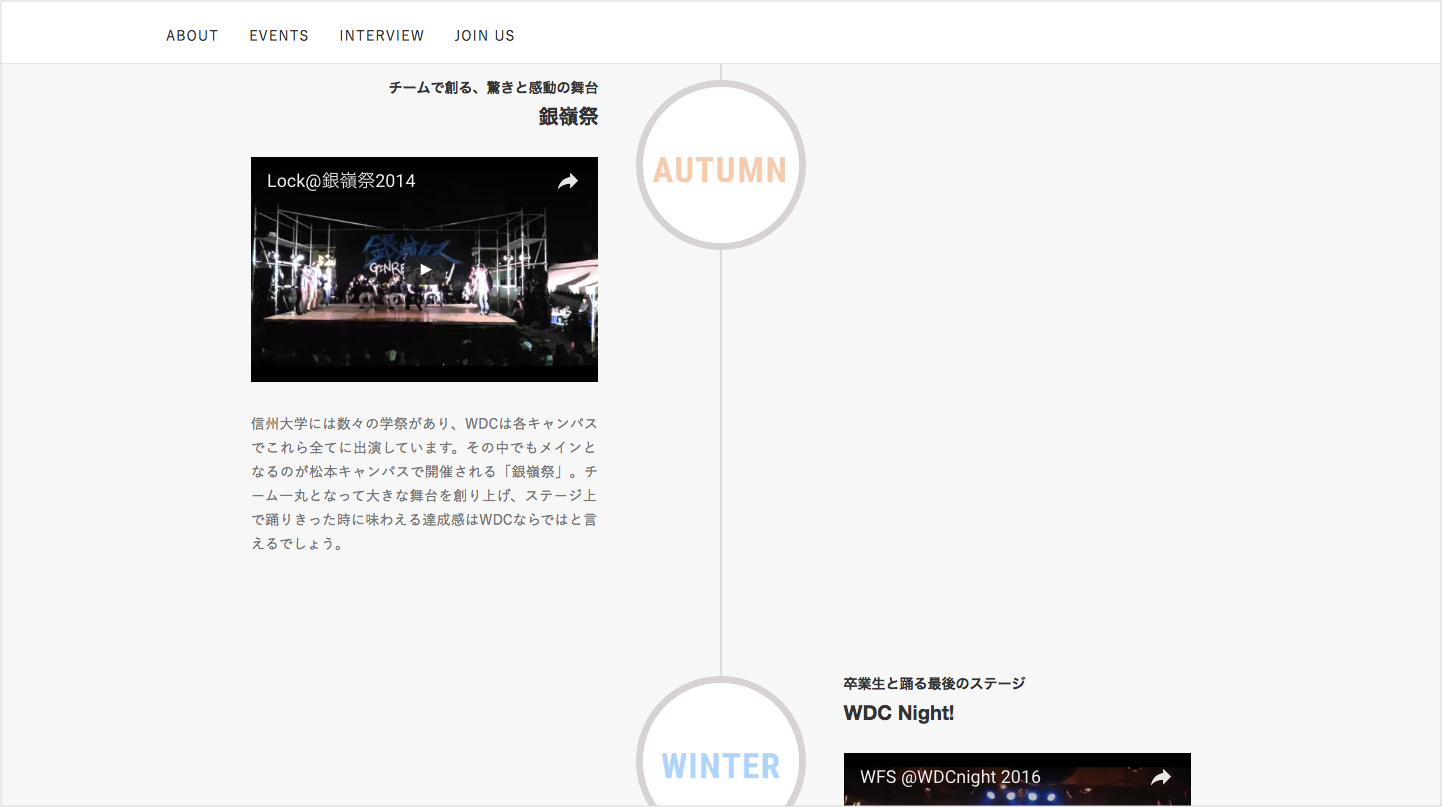 ABOUT EVENTS INTERVIEW JOIN US
チームで創る、驚きと感動の舞台
銀嶺祭
AUTUMN
Lock@銀嶺祭2014
銀嶺祭
GENRE
信州大学には数々の学祭があり、WDCは各キャンパス
でこれら全てに出演しています。その中でもメインと
なるのが松本キャンパスで開催される「銀嶺祭」。チ
ーム一丸となって大きな舞台を創り上げ、ステージ上
で踊りきった時に味わえる達成感はWDCならではと言
えるでしょう。
卒業生と踊る最後のステージ
WDC Night!
WINTER
WFS @WDCnight 2016